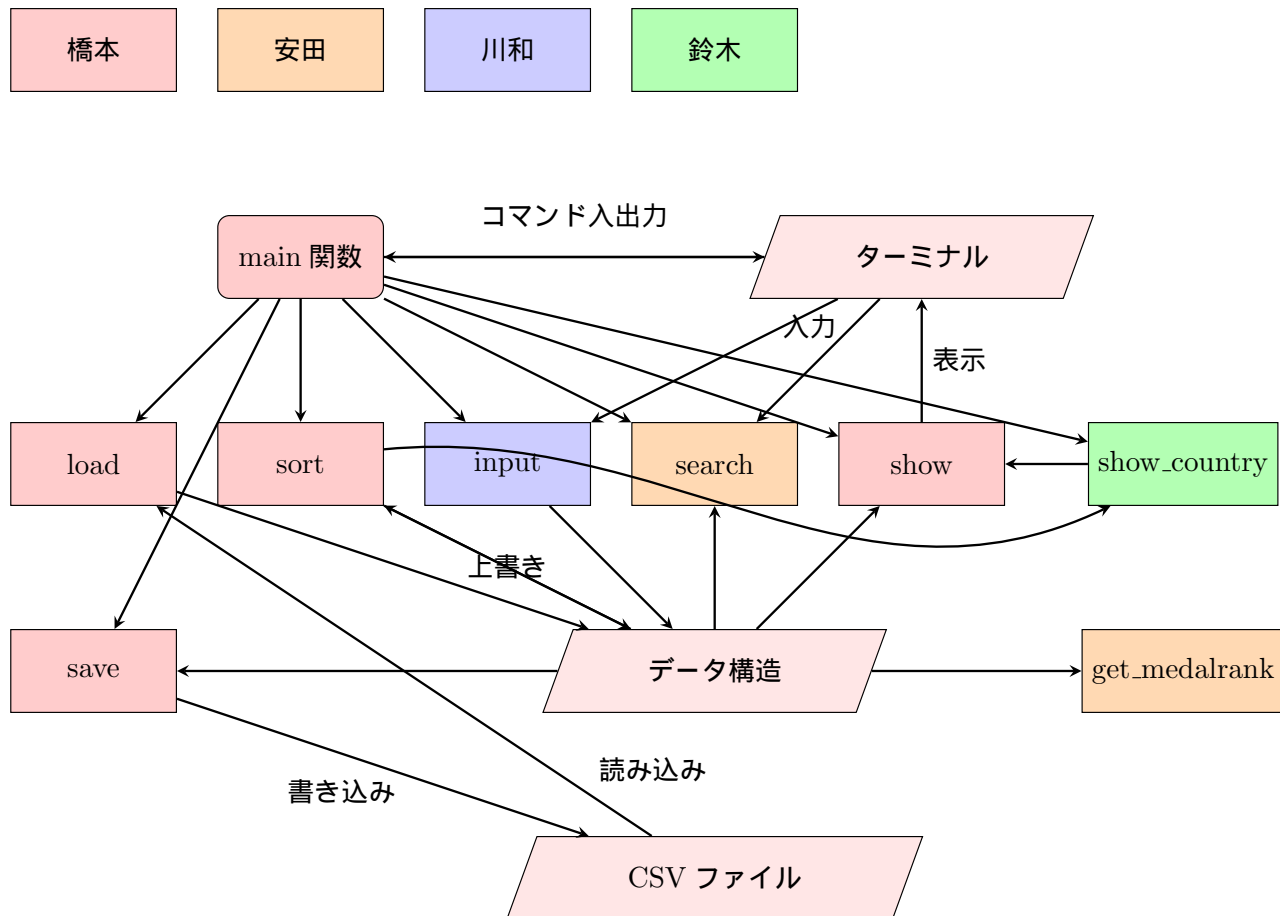 橋本
安田
川和
鈴木
コマンド入出力
main 関数
ターミナル
入力
表示
load
sort
input
search
show
show_country
上書き
save
データ構造
get_medalrank
読み込み
書き込み
CSV ファイル